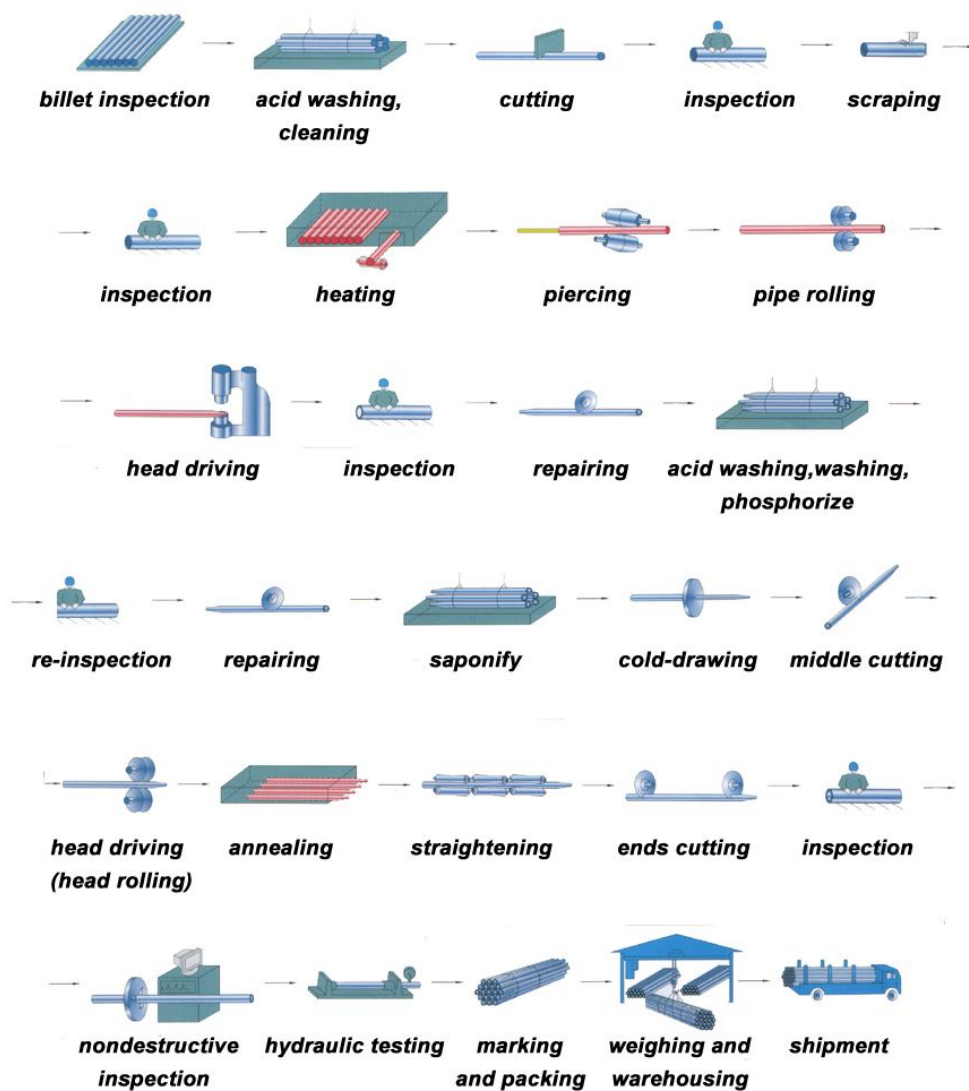 billet inspection
acid washing,
cleaning
cutting
inspection
scraping
inspection
heating
piercing
pipe rolling
head driving
inspection
repairing
acid washing,washing,
phosphorize
re-inspection
repairing
saponify
cold-drawing
middle cutting
head driving
(head rolling)
annealing
straightening
ends cutting
inspection
nondestructive
inspection
hydraulic testing
marking
and packing
weighing and
warehousing
shipment